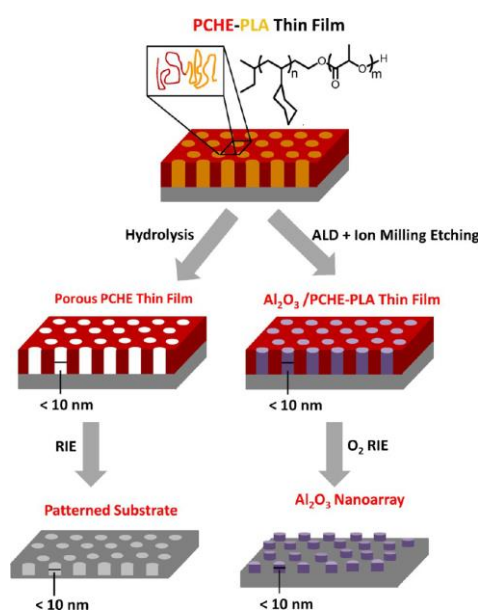 PCHE-PLA Thin Film
n
O
O
m
H
O
Hydrolysis
ALD + Ion Milling Etching
Porous PCHE Thin Film
Al₂O₃ /PCHE-PLA Thin Film
< 10 nm
< 10 nm
RIE
O₂ RIE
Patterned Substrate
Al₂O₃ Nanoarray
< 10 nm
< 10 nm